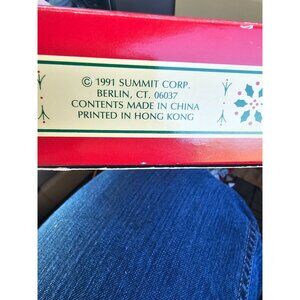 © 1991 SUMMIT CORP.
BERLIN, CT. 06037
CONTENTS MADE IN CHINA
PRINTED IN HONG KONG